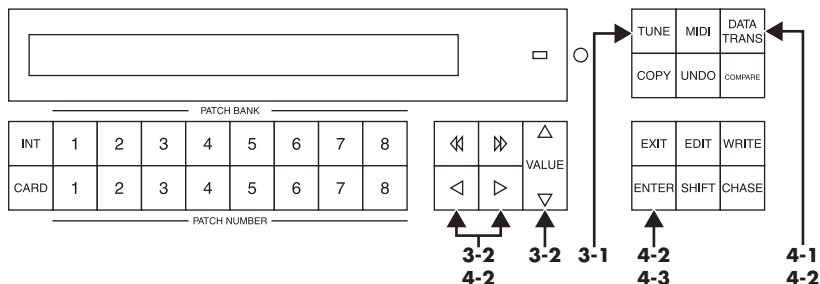 TUNE MIDI DATA TRANS
COPY UNDO COMPARE
PATCH BANK
INT 1 2 3 4 5 6 7 8
CARD 1 2 3 4 5 6 7 8
PATCH NUMBER
VALUE
EXIT EDIT WRITE
ENTER SHIFT CHASE
3-2 3-2 3-1 4-2 4-1
4-2 4-3 4-2